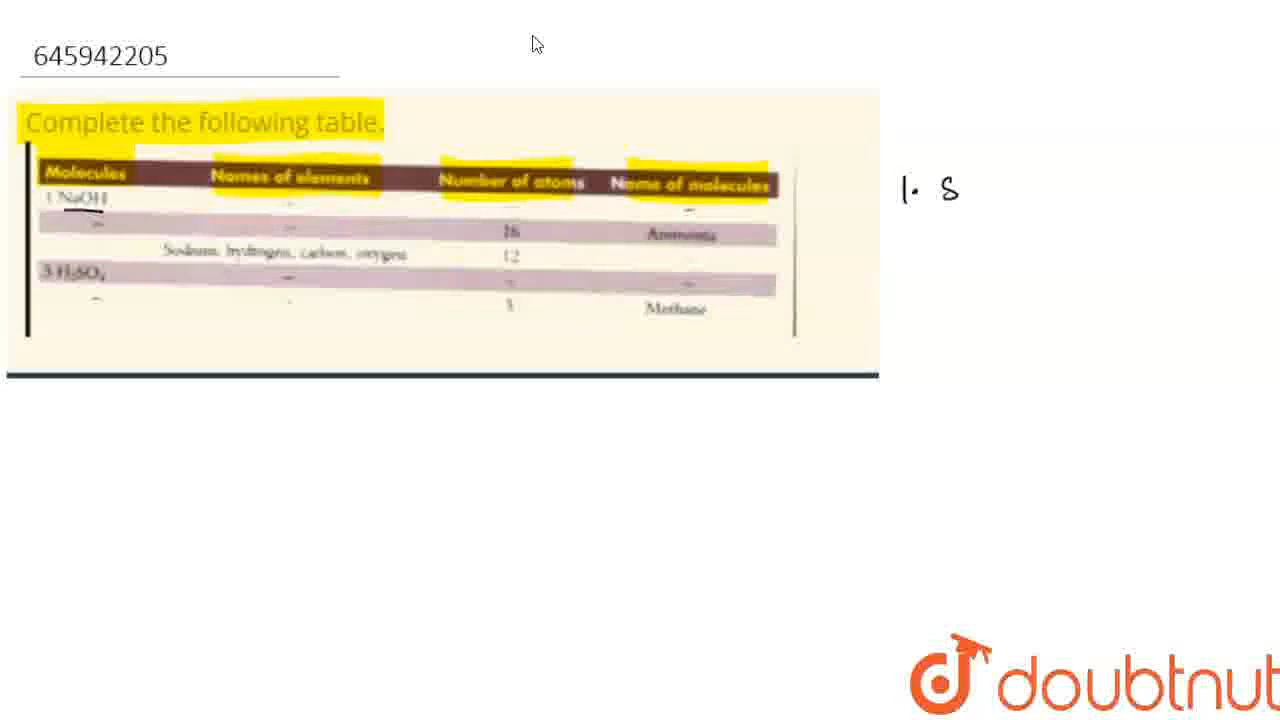 645942205
Complete the following table.
Molecules Names of elements Number of atoms Name of molecules
1 NaOH - - -
- - 16 Ammonia
Sodium, hydrogen, carbon, oxygen 12
3 H₂SO₄ - - -
- - Methane
1. S
doubtnut